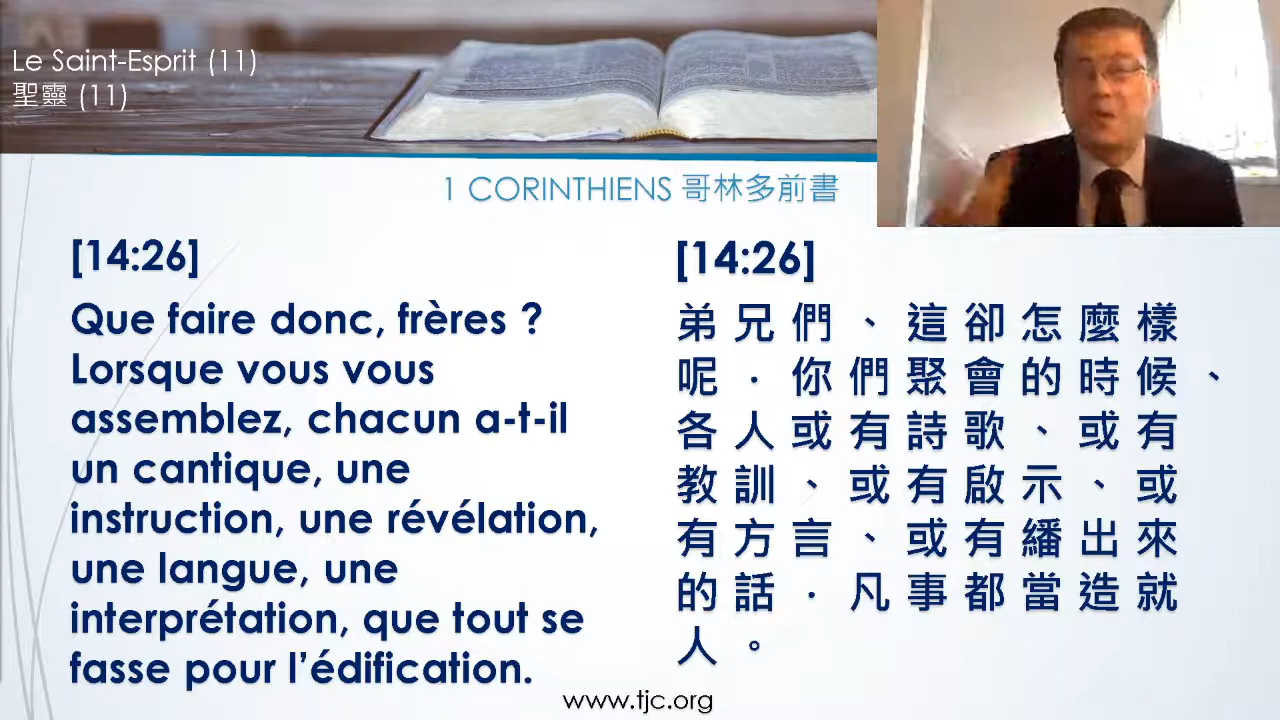 Le Saint-Esprit (11)
聖靈 (11)
1 CORINTHIENS 哥林多前書
[14:26]
Que faire donc, frères ?
Lorsque vous vous
assemblez, chacun a-t-il
un cantique, une
instruction, une révélation,
une langue, une
interprétation, que tout se
fasse pour l’édification.
[14:26]
弟兄們、這卻怎麼樣
呢．你們聚會的時候、
各人或有詩歌、或有
教訓、或有啟示、或
有方言、或有繙出來
的話．凡事都當造就
人。
www.tjc.org